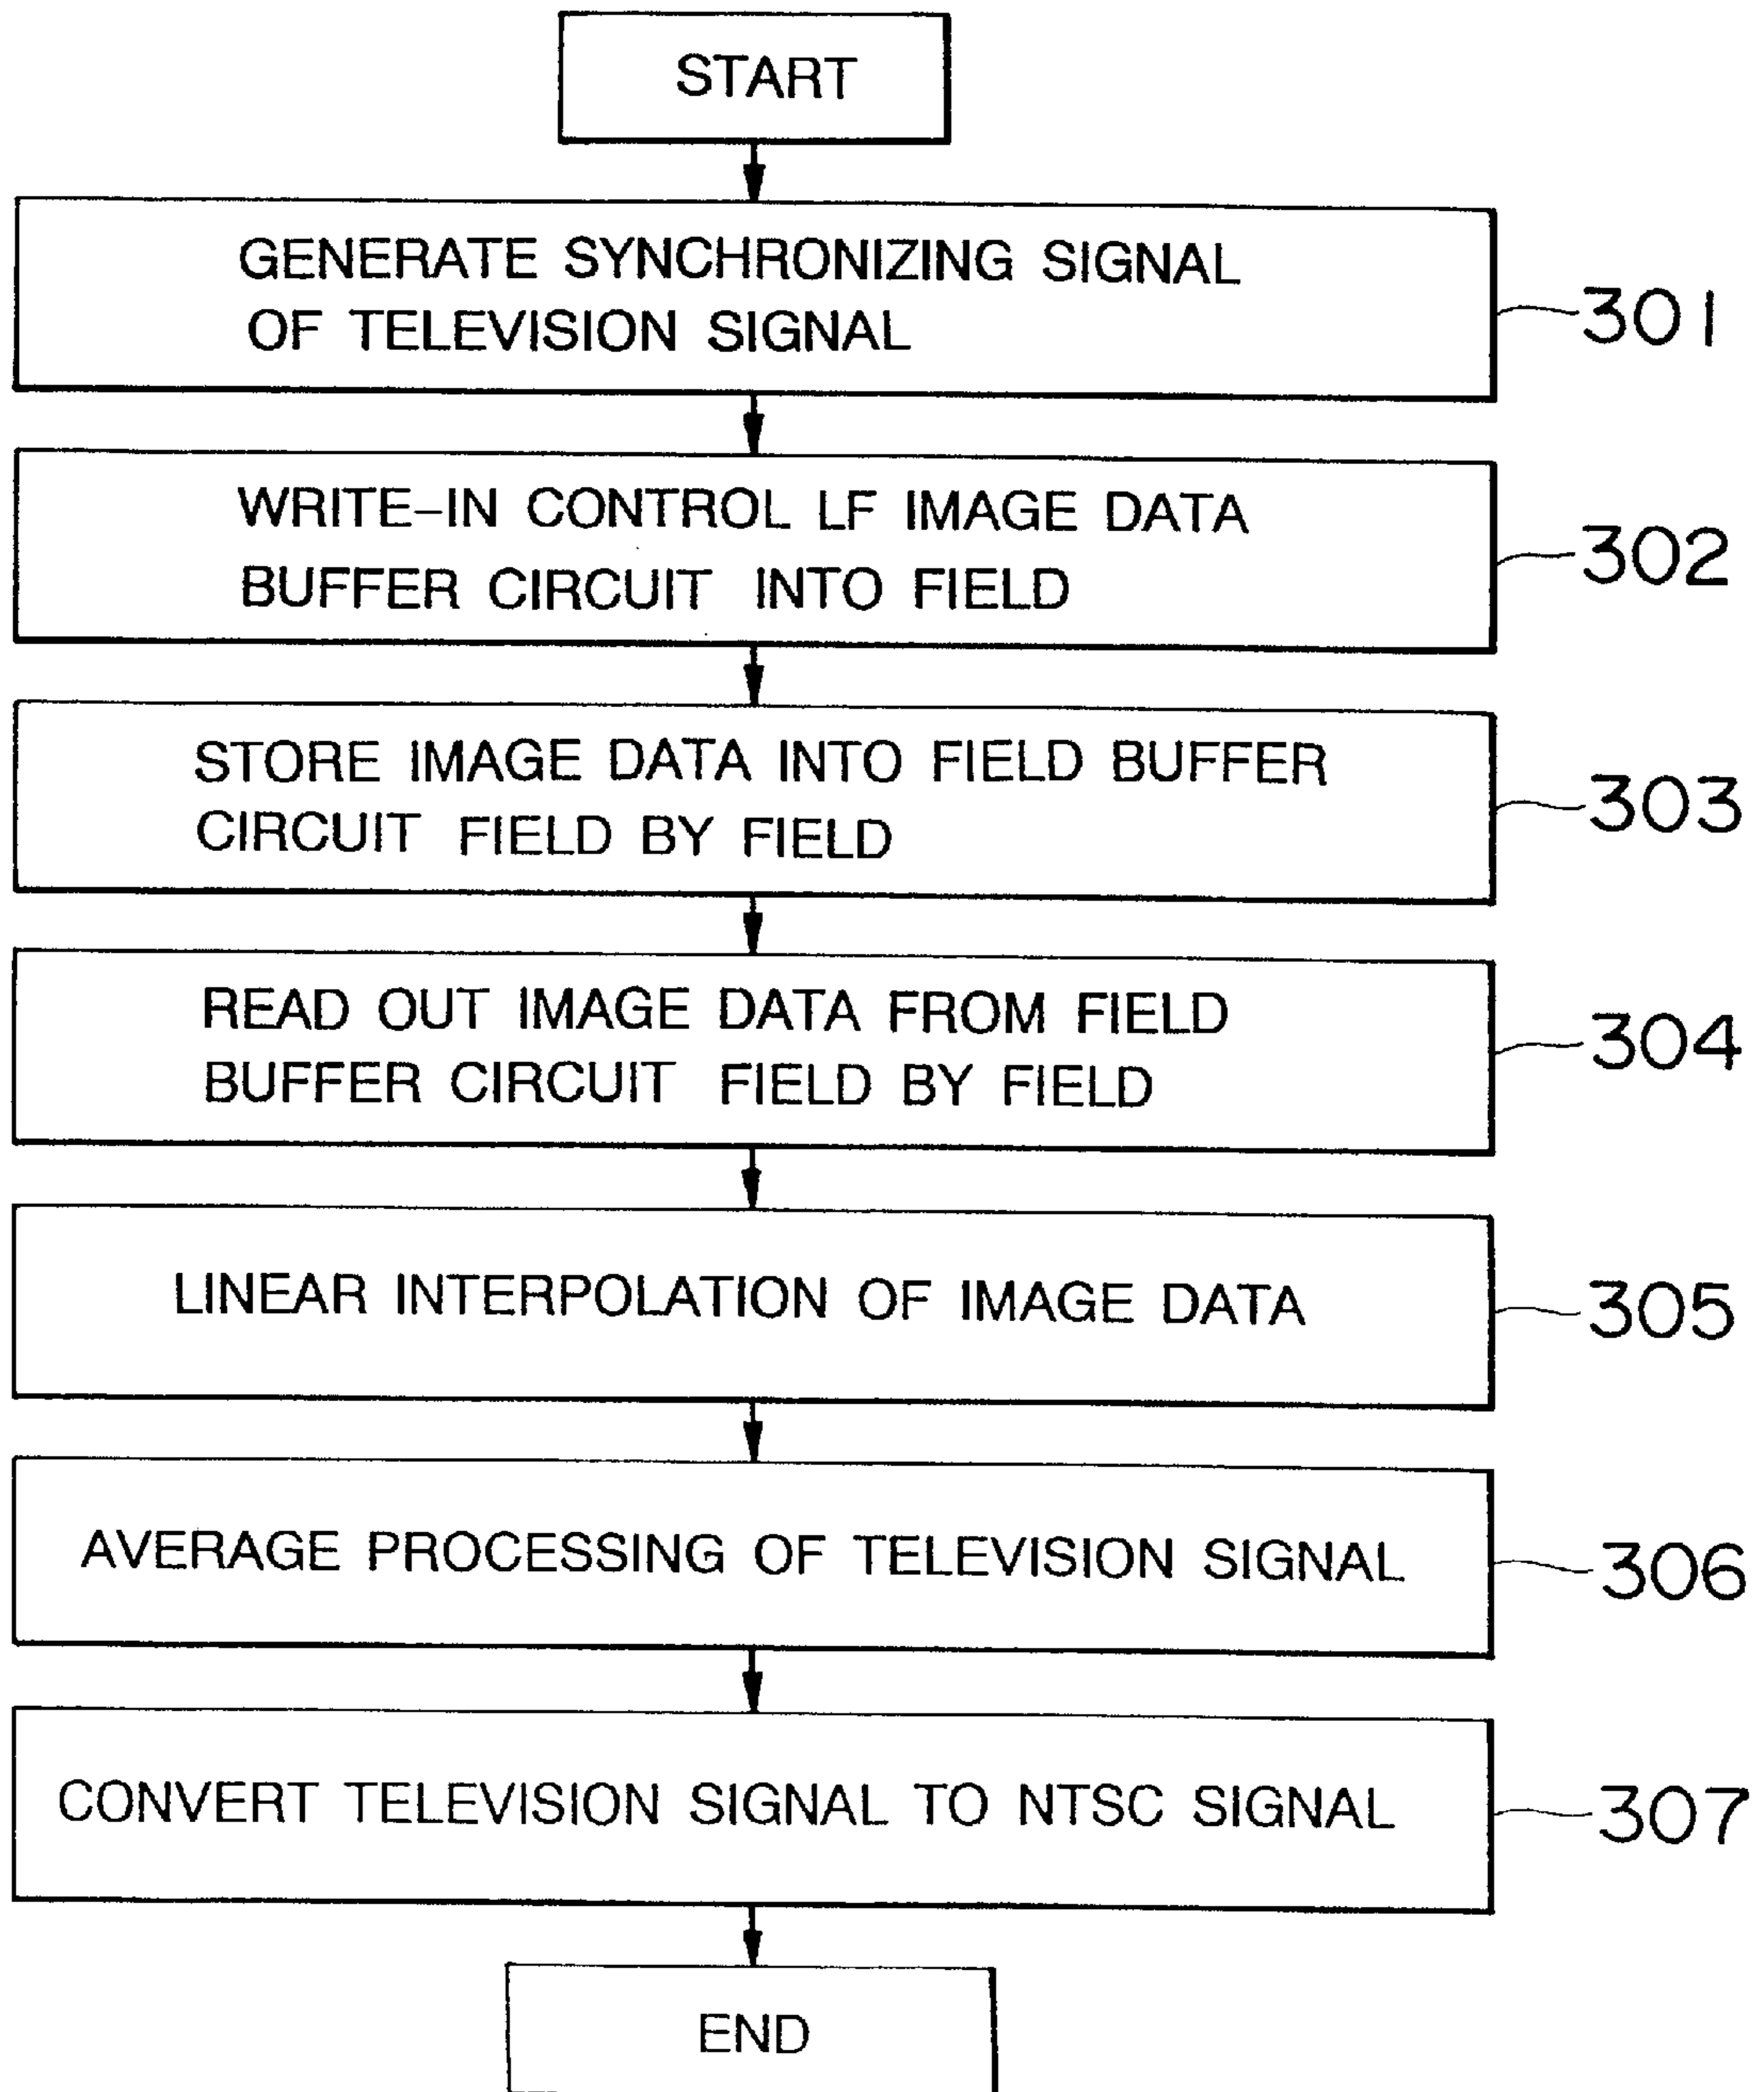 START
GENERATE SYNCHRONIZING SIGNAL
OF TELEVISION SIGNAL
301
WRITE-IN CONTROL LF IMAGE DATA
BUFFER CIRCUIT INTO FIELD
302
STORE IMAGE DATA INTO FIELD BUFFER
CIRCUIT FIELD BY FIELD
303
READ OUT IMAGE DATA FROM FIELD
BUFFER CIRCUIT FIELD BY FIELD
304
LINEAR INTERPOLATION OF IMAGE DATA
305
AVERAGE PROCESSING OF TELEVISION SIGNAL
306
CONVERT TELEVISION SIGNAL TO NTSC SIGNAL
307
END